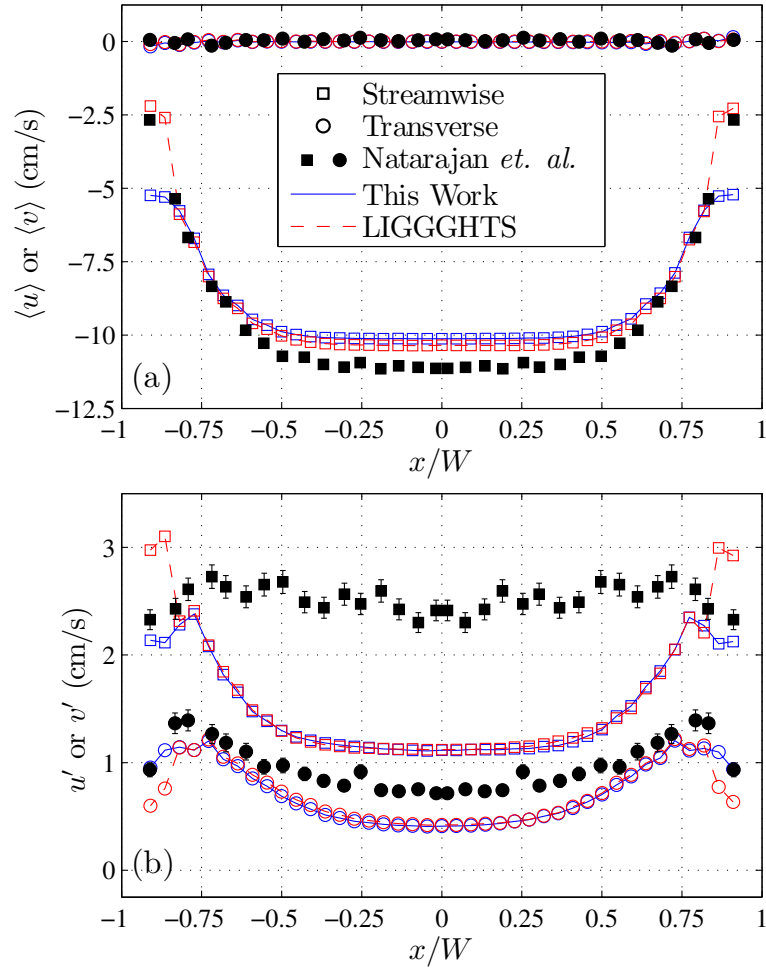 0
−2.5
−5
−7.5
−10
−12.5
⟨u⟩ or ⟨v⟩ (cm/s)
Streamwise
Transverse
Natarajan et. al.
This Work
LIGGGHTS
(a)
−1 −0.75 −0.5 −0.25 0 0.25 0.5 0.75 1
x/W
3
2
1
0
u′ or v′ (cm/s)
(b)
−1 −0.75 −0.5 −0.25 0 0.25 0.5 0.75 1
x/W